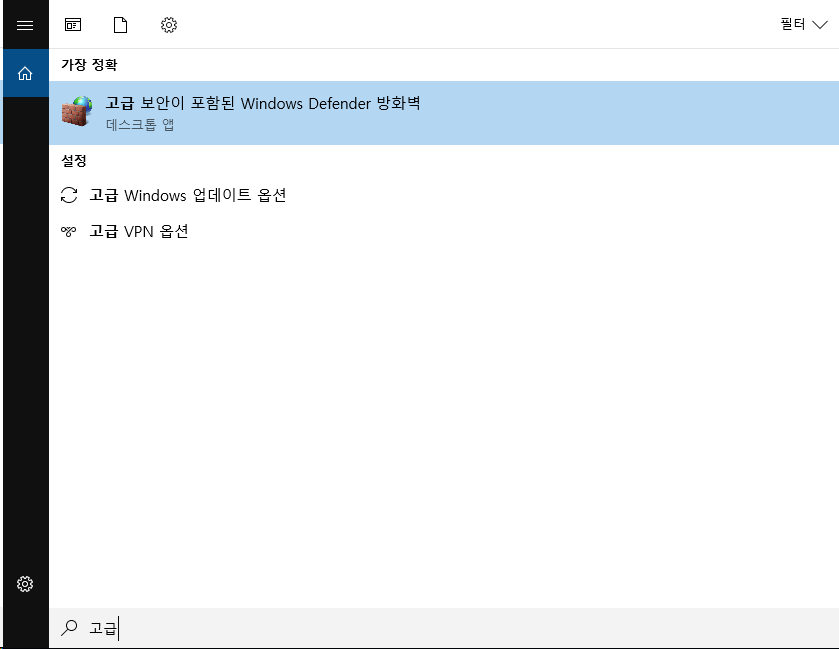 필터
가장 정확
고급 보안이 포함된 Windows Defender 방화벽
데스크톱 앱
설정
고급 Windows 업데이트 옵션
고급 VPN 옵션
고급